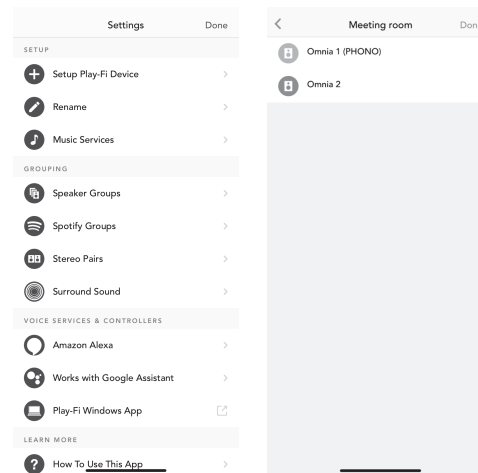 Settings
Done
SETUP
Setup Play-Fi Device
Rename
Music Services
GROUPING
Speaker Groups
Spotify Groups
Stereo Pairs
Surround Sound
VOICE SERVICES & CONTROLLERS
Amazon Alexa
Works with Google Assistant
Play-Fi Windows App
LEARN MORE
How To Use This App
Meeting room
Don
Omnia 1 (PHONO)
Omnia 2